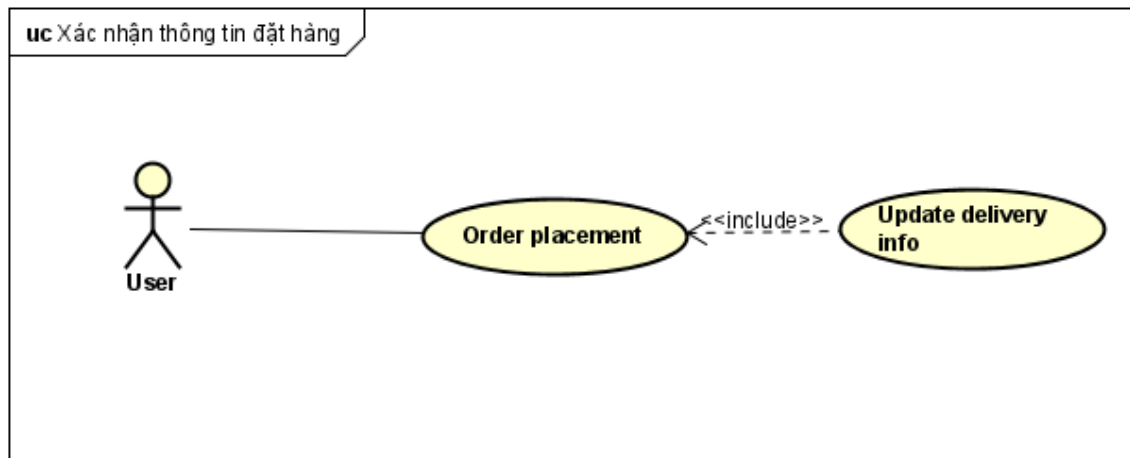 uc Xác nhận thông tin đặt hàng
User
Order placement
<<include>>
Update delivery
info